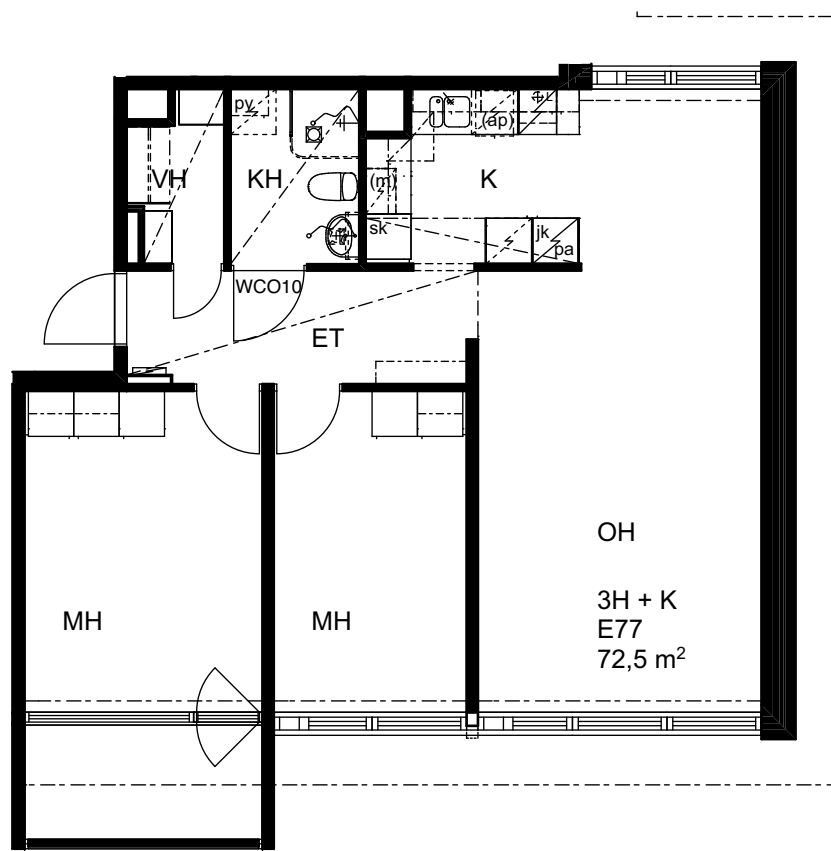 py
(ap)
VH
KH
(m)
K
sk
jk
pa
WCO10
ET
OH
3H + K
E77
72,5 m²
MH
MH